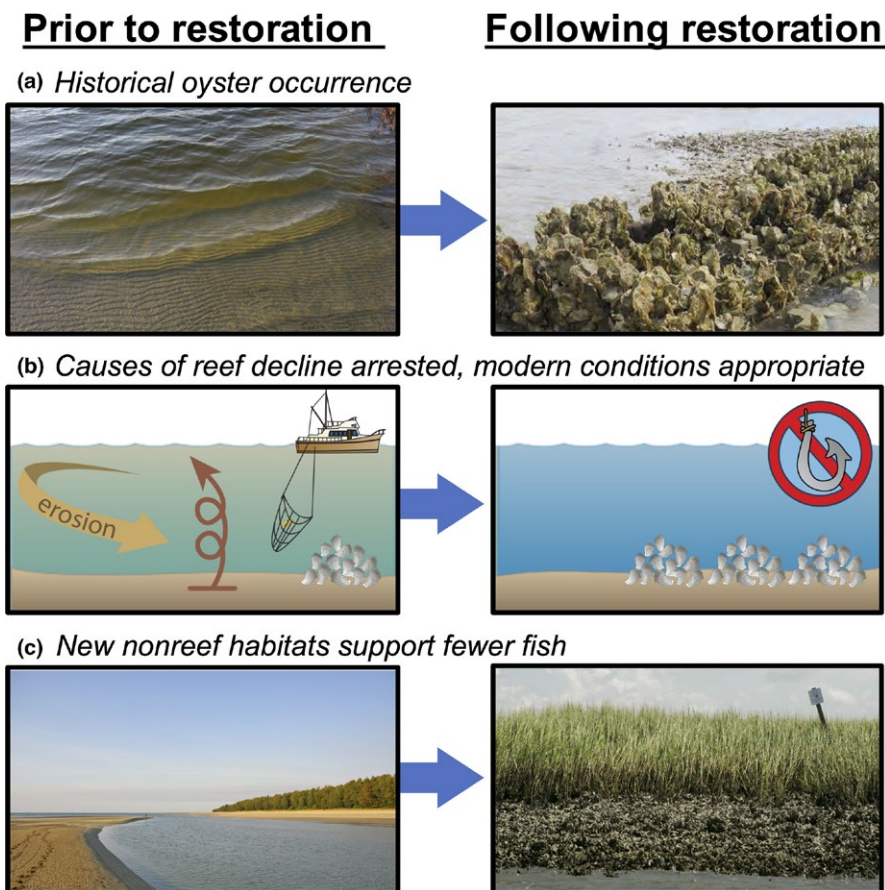 Prior to restoration
Following restoration
(a) Historical oyster occurrence
(b) Causes of reef decline arrested, modern conditions appropriate
erosion
(c) New nonreef habitats support fewer fish